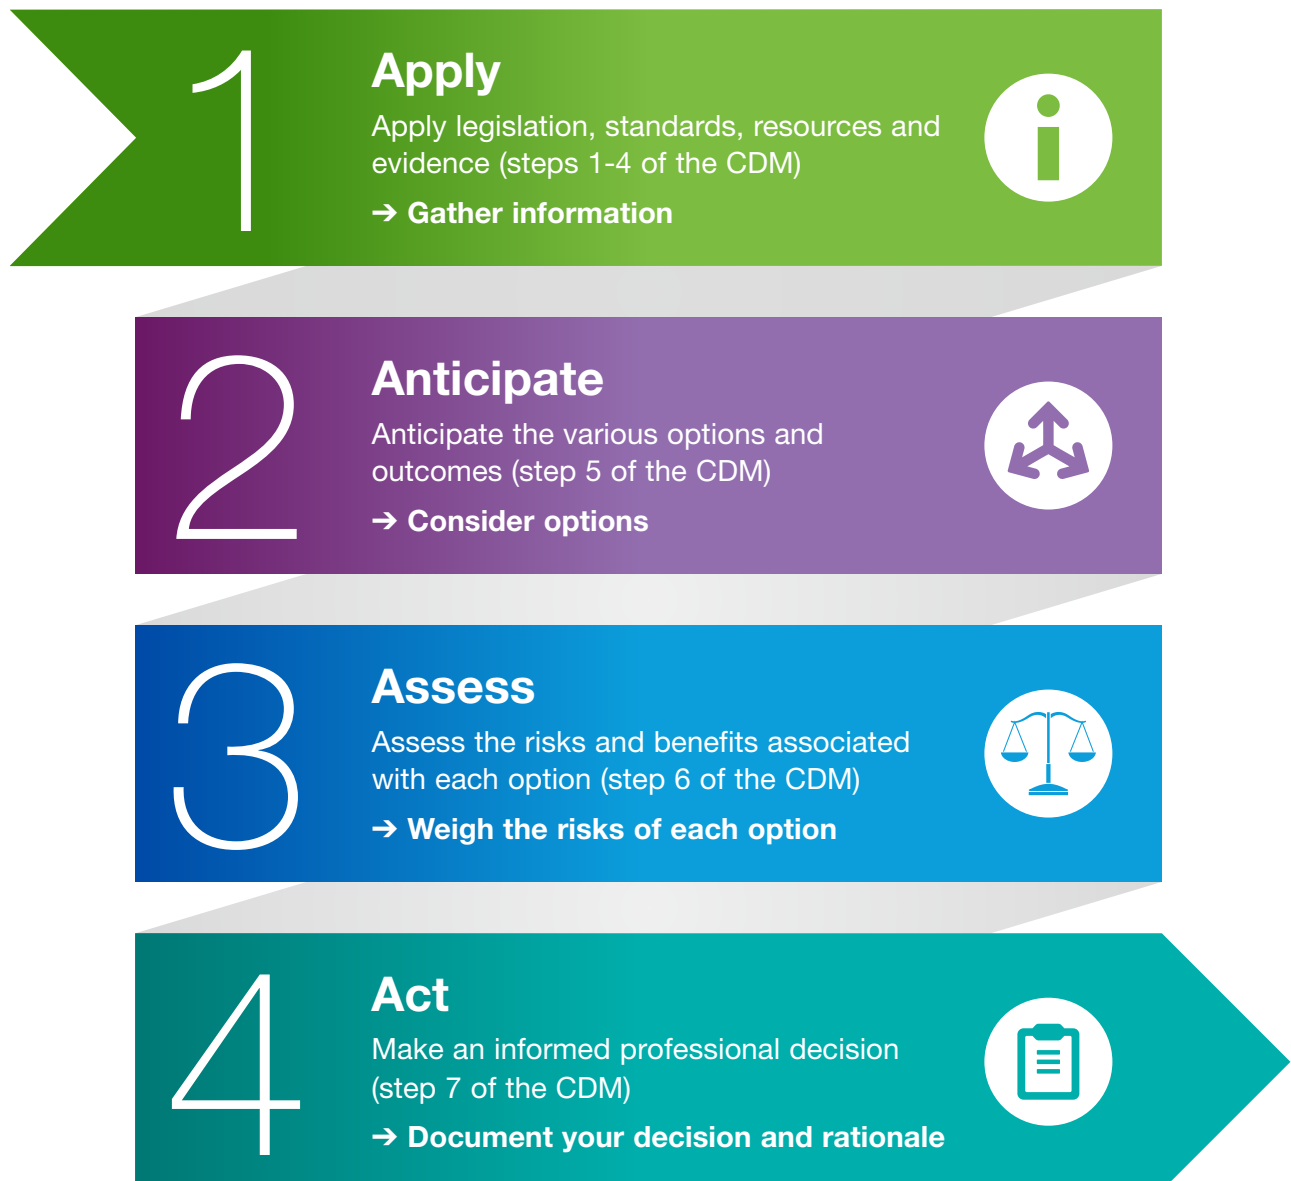 1
Apply
Apply legislation, standards, resources and
evidence (steps 1-4 of the CDM)
➔ Gather information
2
Anticipate
Anticipate the various options and
outcomes (step 5 of the CDM)
➔ Consider options
3
Assess
Assess the risks and benefits associated
with each option (step 6 of the CDM)
➔ Weigh the risks of each option
4
Act
Make an informed professional decision
(step 7 of the CDM)
➔ Document your decision and rationale